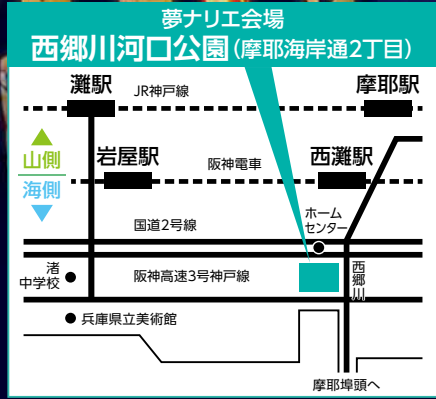 夢ナリエ会場
西郷川河口公園(摩耶海岸通2丁目)
灘駅
JR神戸線
摩耶駅
山側
海側
岩屋駅
阪神電車
西灘駅
国道2号線
ホーム
センター
渚
中学校
阪神高速3号神戸線
西郷川
兵庫県立美術館
摩耶埠頭へ